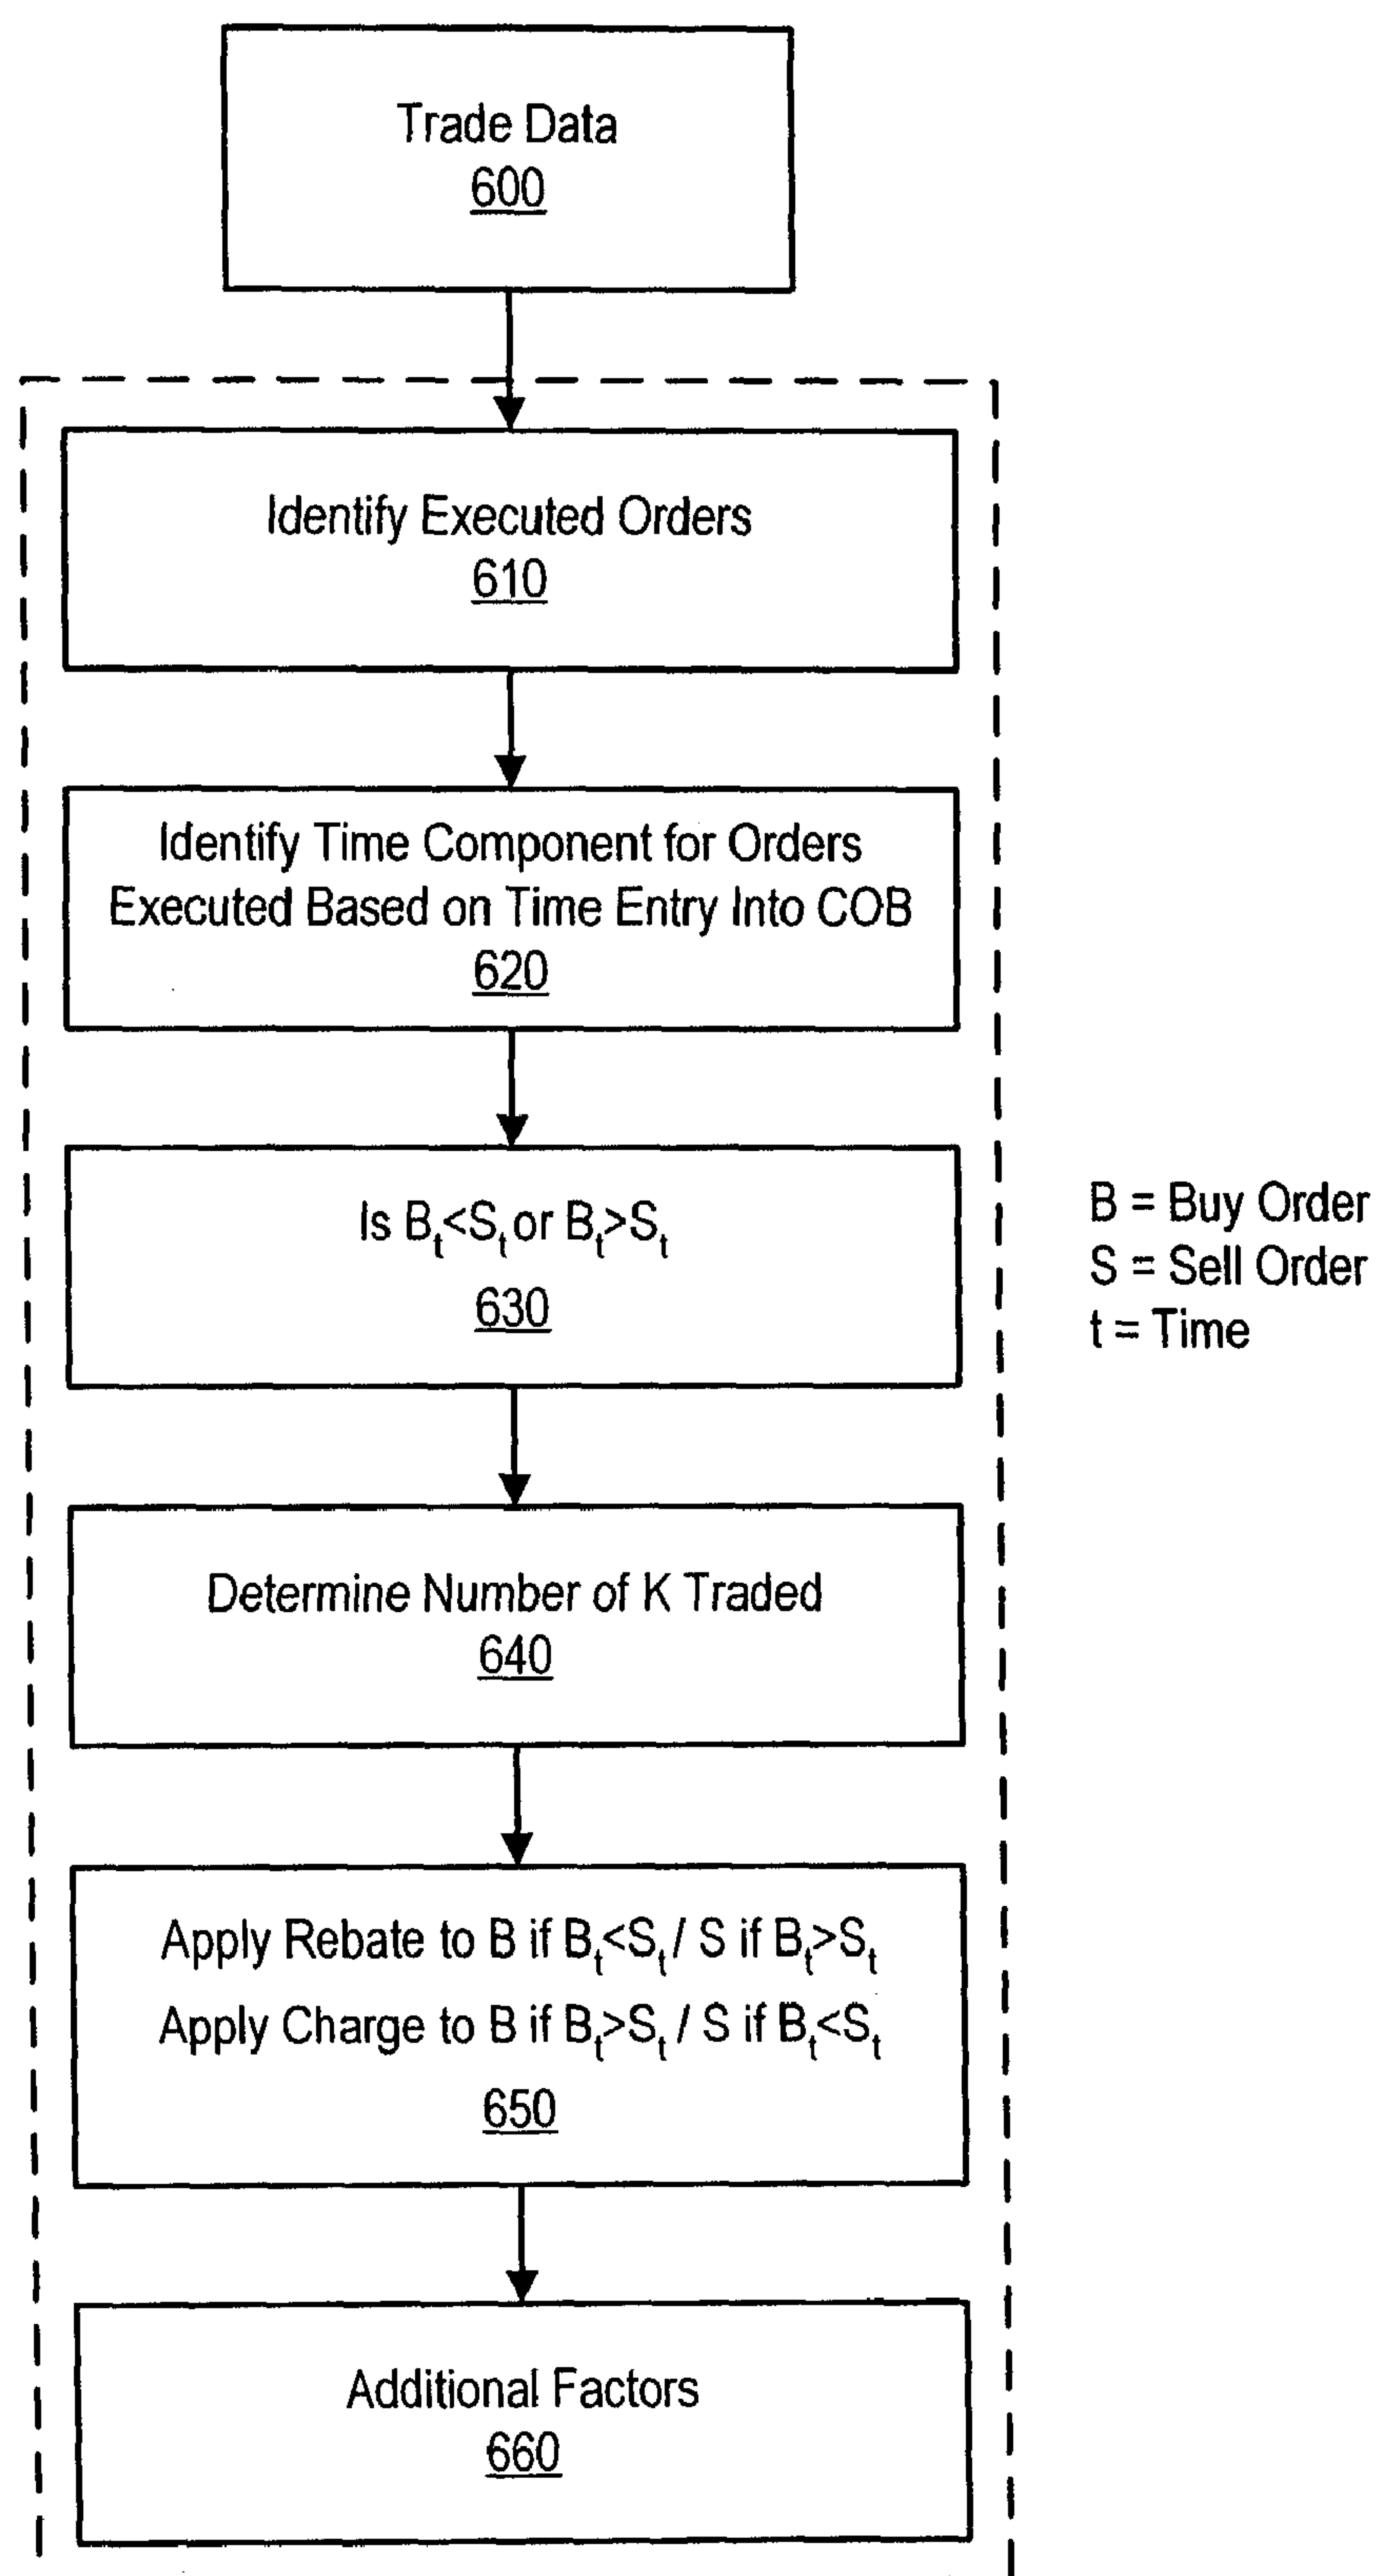 Trade Data
600
Identify Executed Orders
610
Identify Time Component for Orders
Executed Based on Time Entry Into COB
620
Is Bₜ<Sₜ or Bₜ>Sₜ
630
B = Buy Order
S = Sell Order
t = Time
Determine Number of K Traded
640
Apply Rebate to B if Bₜ<Sₜ / S if Bₜ>Sₜ
Apply Charge to B if Bₜ>Sₜ / S if Bₜ<Sₜ
650
Additional Factors
660